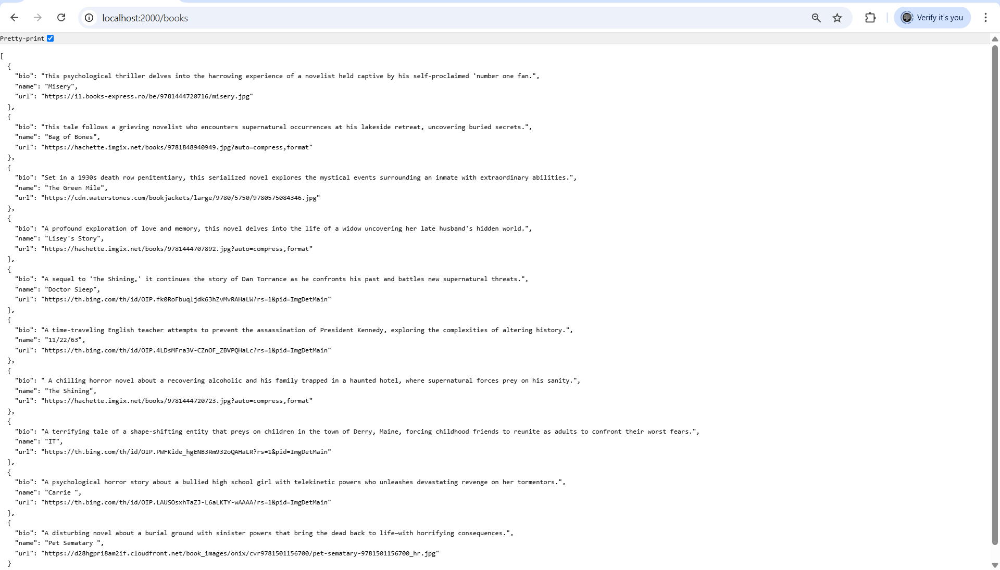 localhost:2000/books
Verify it's you
Pretty-print
[
{
"bio": "This psychological thriller delves into the harrowing experience of a novelist held captive by his self-proclaimed 'number one fan.",
"name": "Misery",
"url": "https://i1.books-express.ro/be/9781444720716/misery.jpg"
},
{
"bio": "This tale follows a grieving novelist who encounters supernatural occurrences at his lakeside retreat, uncovering buried secrets.",
"name": "Bag of Bones",
"url": "https://hachette.imgix.net/books/9781848940949.jpg?auto=compress,format"
},
{
"bio": "Set in a 1930s death row penitentiary, this serialized novel explores the mystical events surrounding an inmate with extraordinary abilities.",
"name": "The Green Mile",
"url": "https://cdn.waterstones.com/bookjackets/large/9780/5750/9780575084346.jpg"
},
{
"bio": "A profound exploration of love and memory, this novel delves into the life of a widow uncovering her late husband's hidden world.",
"name": "Lisey's Story",
"url": "https://hachette.imgix.net/books/9781444707892.jpg?auto=compress,format"
},
{
"bio": "A sequel to 'The Shining,' it continues the story of Dan Torrance as he confronts his past and battles new supernatural threats.",
"name": "Doctor Sleep",
"url": "https://th.bing.com/th/id/OIP.fk0RoFbuqljdk63hZvMvRAHaLW?rs=1&pid=ImgDetMain"
},
{
"bio": "A time-traveling English teacher attempts to prevent the assassination of President Kennedy, exploring the complexities of altering history.",
"name": "11/22/63",
"url": "https://th.bing.com/th/id/OIP.4LDsMFra3V-CZnOF_ZBVPQHaLc?rs=1&pid=ImgDetMain"
},
{
"bio": " A chilling horror novel about a recovering alcoholic and his family trapped in a haunted hotel, where supernatural forces prey on his sanity.",
"name": "The Shining",
"url": "https://hachette.imgix.net/books/9781444720723.jpg?auto=compress,format"
},
{
"bio": "A terrifying tale of a shape-shifting entity that preys on children in the town of Derry, Maine, forcing childhood friends to reunite as adults to confront their worst fears.",
"name": "IT",
"url": "https://th.bing.com/th/id/OIP.PWFKide_hgENB3Rm932oQAHaLR?rs=1&pid=ImgDetMain"
},
{
"bio": "A psychological horror story about a bullied high school girl with telekinetic powers who unleashes devastating revenge on her tormentors.",
"name": "Carrie ",
"url": "https://th.bing.com/th/id/OIP.LAUSOsxhTaZJ-L6aLKTY-wAAAA?rs=1&pid=ImgDetMain"
},
{
"bio": "A disturbing novel about a burial ground with sinister powers that bring the dead back to life—with horrifying consequences.",
"name": "Pet Sematary ",
"url": "https://d28hgpri8am2if.cloudfront.net/book_images/onix/cvr9781501156700/pet-sematary-9781501156700_hr.jpg"
}